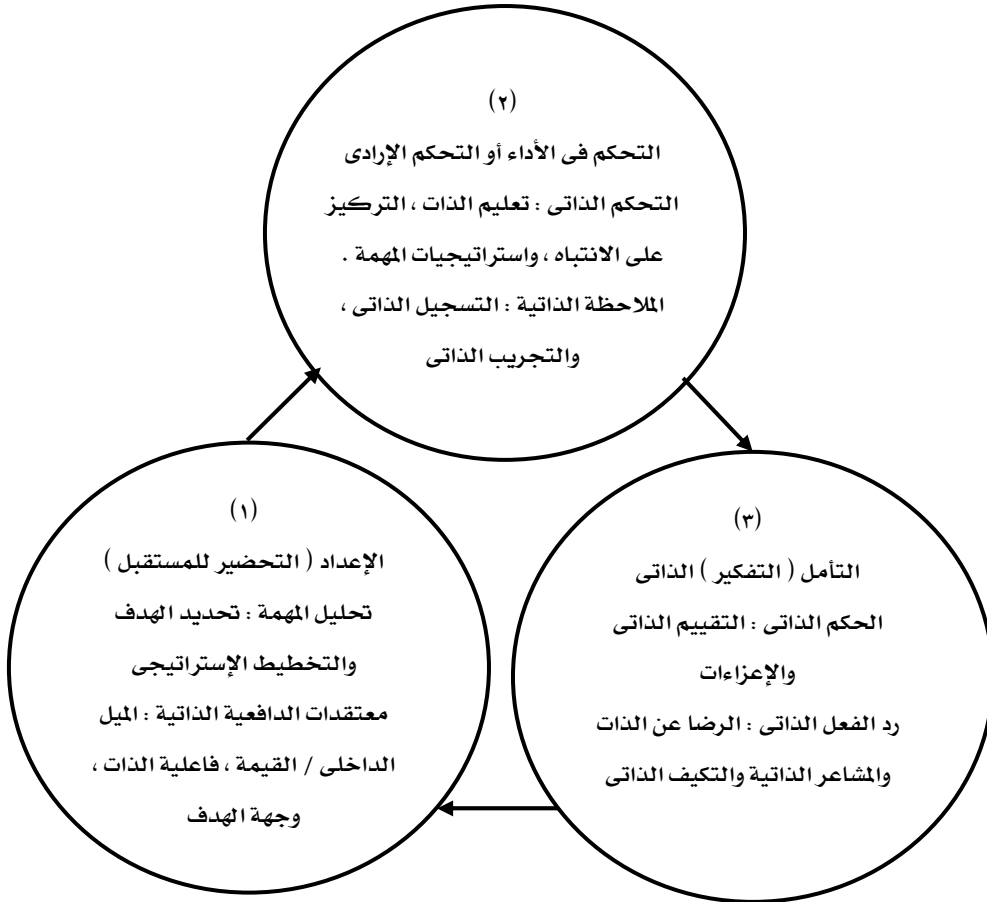 (٢)
التحكم فى الأداء أو التحكم الإرادى
التحكم الذاتى : تعليم الذات ، التركيز
على الانتباه ، واستراتيجيات المهمة .
الملاحظة الذاتية : التسجيل الذاتى ،
والتجريب الذاتى
(١)
الإعداد ( التحضير للمستقبل )
تحليل المهمة : تحديد الهدف
والتخطيط الإستراتيجى
معتقدات الدافعية الذاتية : الميل
الداخلى / القيمة ، فاعلية الذات ،
وجهة الهدف
(٣)
التأمل ( التفكير ) الذاتى
الحكم الذاتى : التقييم الذاتى
والإعزاءات
رد الفعل الذاتى : الرضا عن الذات
والمشاعر الذاتية والتكيف الذاتى